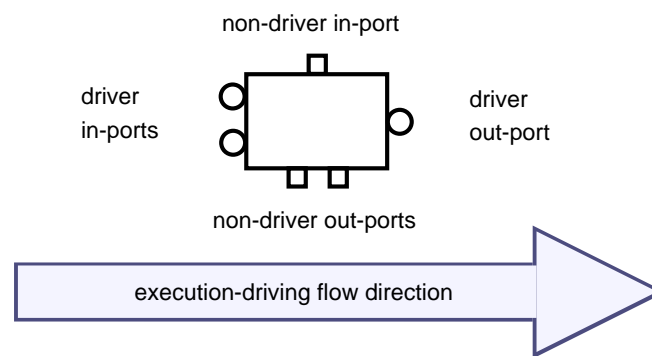 non-driver in-port
driver
in-ports
driver
out-port
non-driver out-ports
execution-driving flow direction